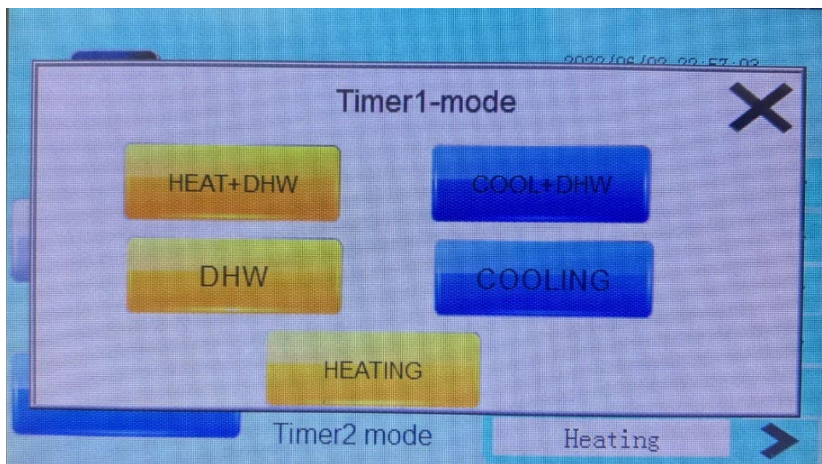 Timer1-mode
HEAT+DHW
COOL+DHW
DHW
COOLING
HEATING
Timer2 mode
Heating